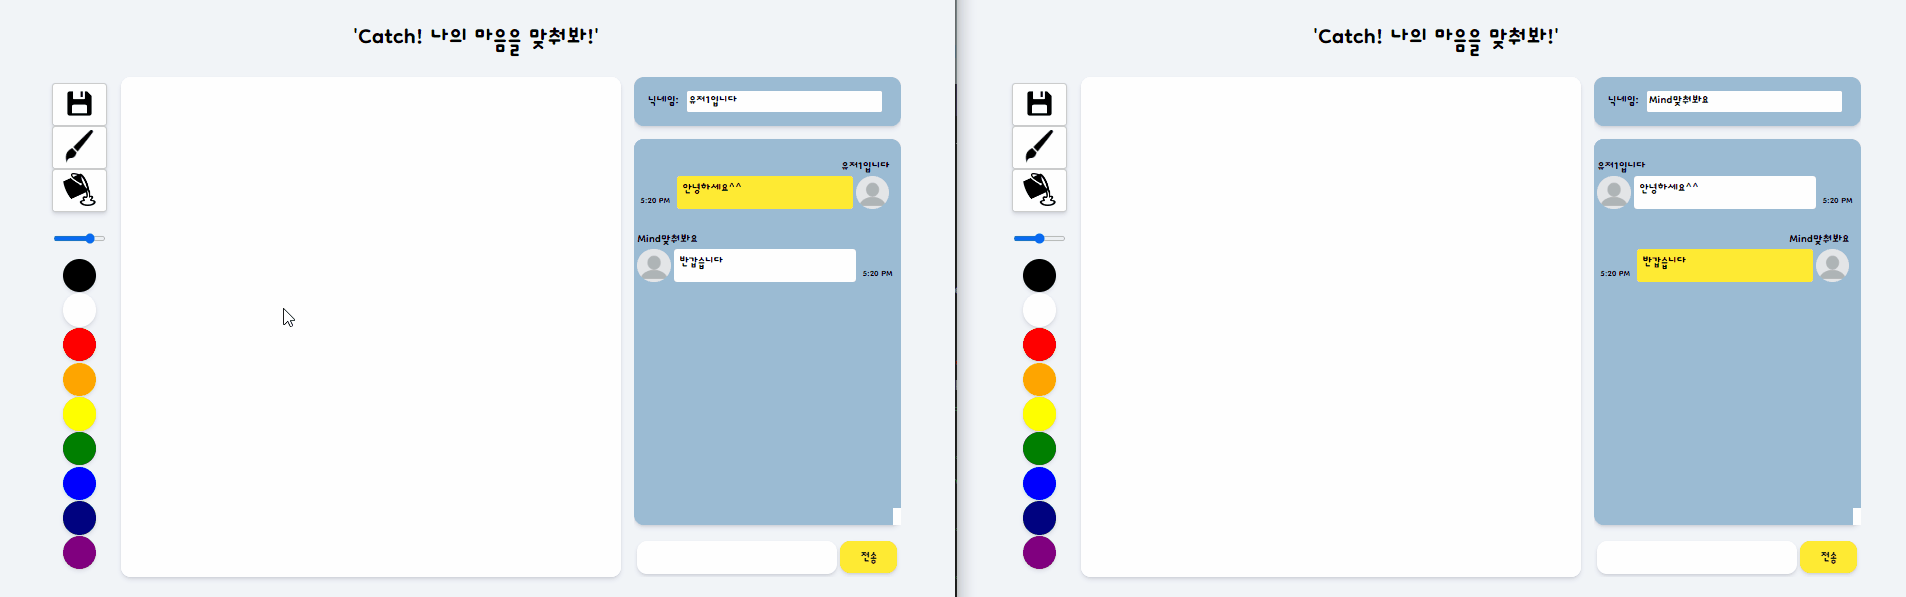 'Catch! 나의 마음을 맞춰봐!'
닉네임: 유저1입니다
유저1입니다
안녕하세요^^
5:20 PM
Mind맞춰봐요
반갑습니다
5:20 PM
전송
'Catch! 나의 마음을 맞춰봐!'
닉네임: Mind맞춰봐요
유저1입니다
안녕하세요^^
5:20 PM
Mind맞춰봐요
반갑습니다
5:20 PM
전송